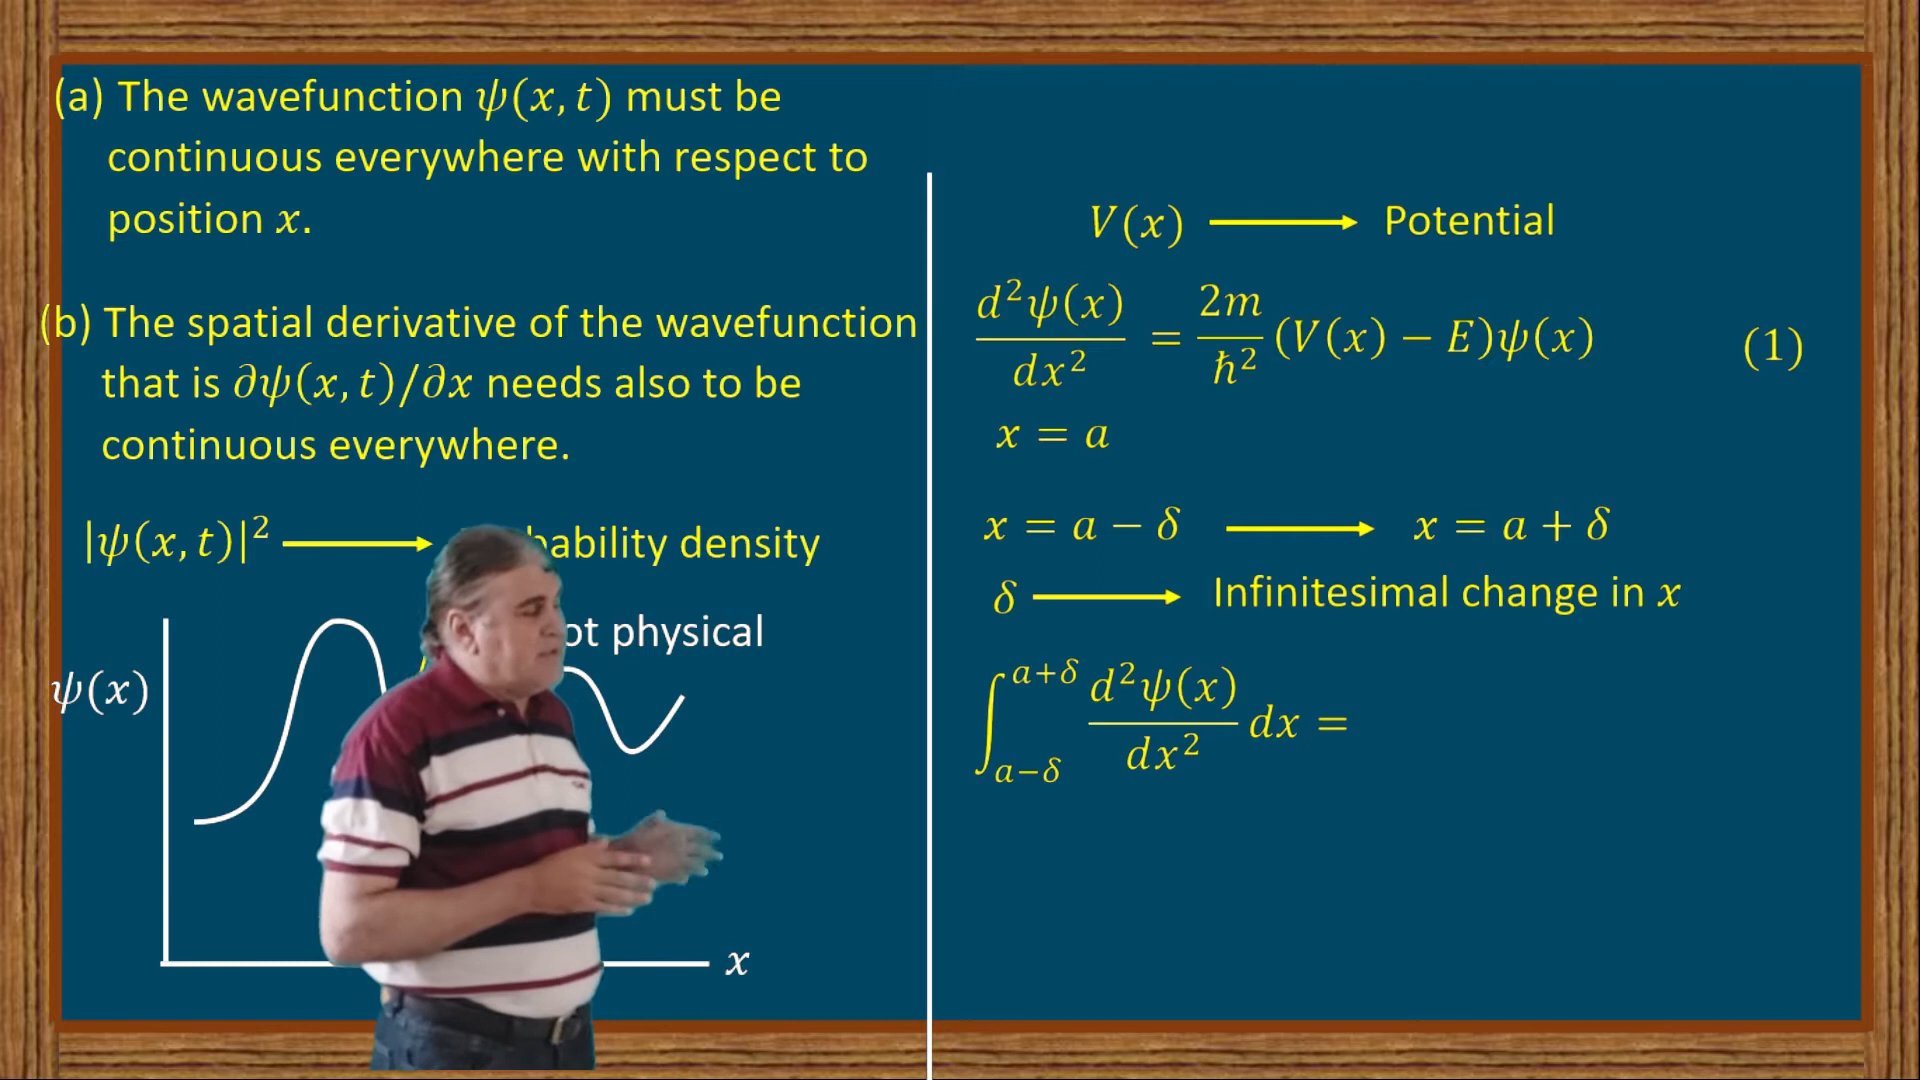 (a) The wavefunction ψ(x, t) must be
continuous everywhere with respect to
position x.
(b) The spatial derivative of the wavefunction
that is ∂ψ(x, t)/∂x needs also to be
continuous everywhere.
|ψ(x, t)|² ⟶ bability density
ot physical
ψ(x)
x
V(x) ⟶ Potential
d²ψ(x)/dx² = 2m/ħ² (V(x) − E)ψ(x) (1)
x = a
x = a − δ ⟶ x = a + δ
δ ⟶ Infinitesimal change in x
∫_{a−δ}^{a+δ} d²ψ(x)/dx² dx =